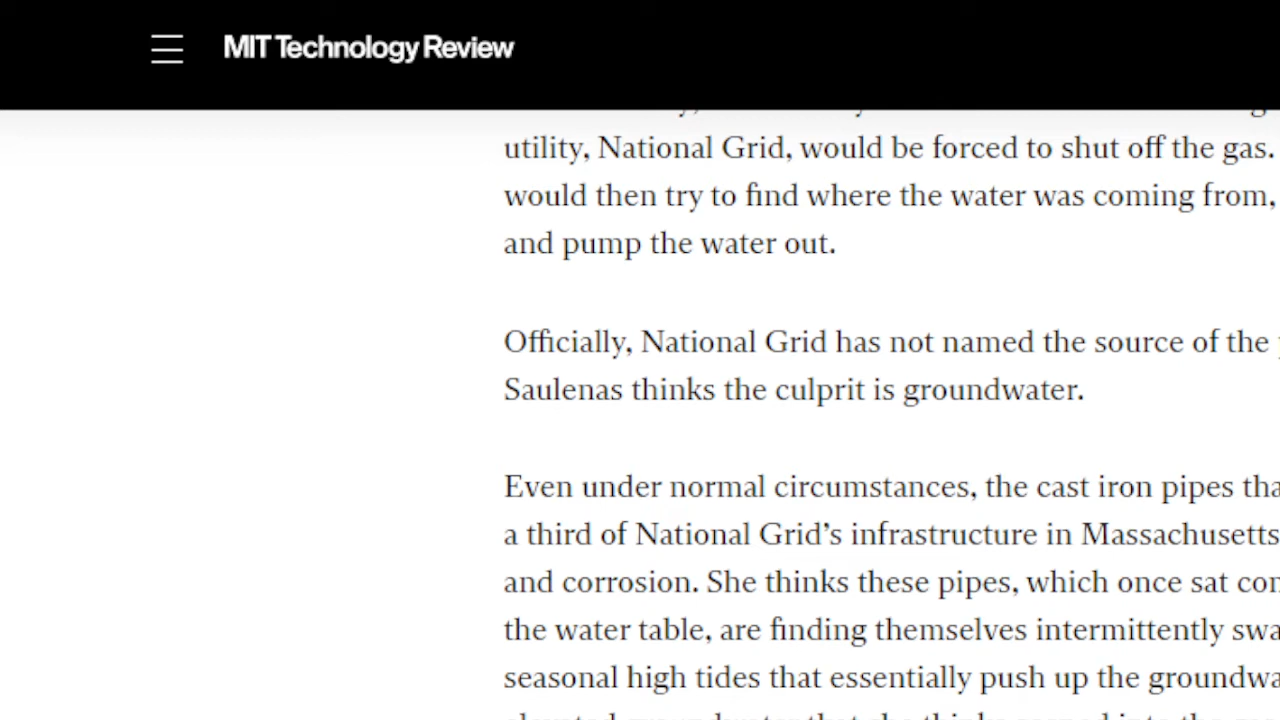 MIT Technology Review
utility, National Grid, would be forced to shut off the gas.
would then try to find where the water was coming from,
and pump the water out.
Officially, National Grid has not named the source of the
Saulenas thinks the culprit is groundwater.
Even under normal circumstances, the cast iron pipes
a third of National Grid’s infrastructure in Massachusetts
and corrosion. She thinks these pipes, which once sat
the water table, are finding themselves intermittently
seasonal high tides that essentially push up the